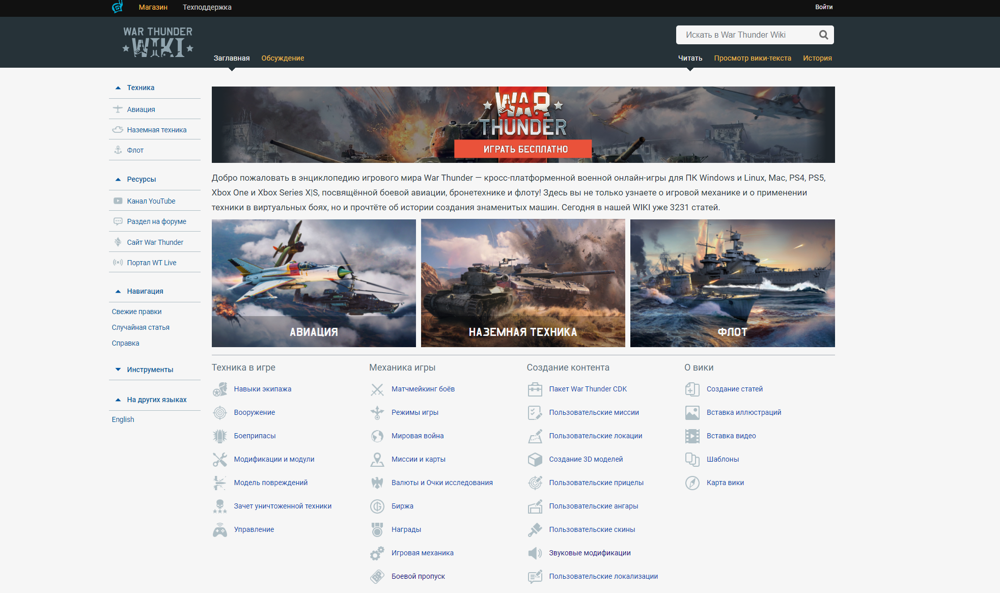 Магазин
Техподдержка
Войти
WAR THUNDER
WIKI
Искать в War Thunder Wiki
Заглавная
Обсуждение
Читать
Просмотр вики-текста
История
Техника
Авиация
Наземная техника
Флот
Ресурсы
Канал YouTube
Раздел на форуме
Сайт War Thunder
Портал WT Live
Навигация
Свежие правки
Случайная статья
Справка
Инструменты
На других языках
English
WAR
THUNDER
ИГРАТЬ БЕСПЛАТНО
Добро пожаловать в энциклопедию игрового мира War Thunder — кросс-платформенной военной онлайн-игры для ПК Windows и Linux, Mac, PS4, PS5,
Xbox One и Xbox Series X|S, посвящённой боевой авиации, бронетехнике и флоту! Здесь вы не только узнаете о игровой механике и о применении
техники в виртуальных боях, но и прочтёте об истории создания знаменитых машин. Сегодня в нашей WIKI уже 3231 статей.
АВИАЦИЯ
НАЗЕМНАЯ ТЕХНИКА
ФЛОТ
Техника в игре
Навыки экипажа
Вооружение
Боеприпасы
Модификации и модули
Модель повреждений
Зачет уничтоженной техники
Управление
Механика игры
Матчмейкинг боёв
Режимы игры
Мировая война
Миссии и карты
Валюты и Очки исследования
Биржа
Награды
Игровая механика
Боевой пропуск
Создание контента
Пакет War Thunder CDK
Пользовательские миссии
Пользовательские локации
Создание 3D моделей
Пользовательские прицелы
Пользовательские ангары
Пользовательские скины
Звуковые модификации
Пользовательские локализации
О вики
Создание статей
Вставка иллюстраций
Вставка видео
Шаблоны
Карта вики